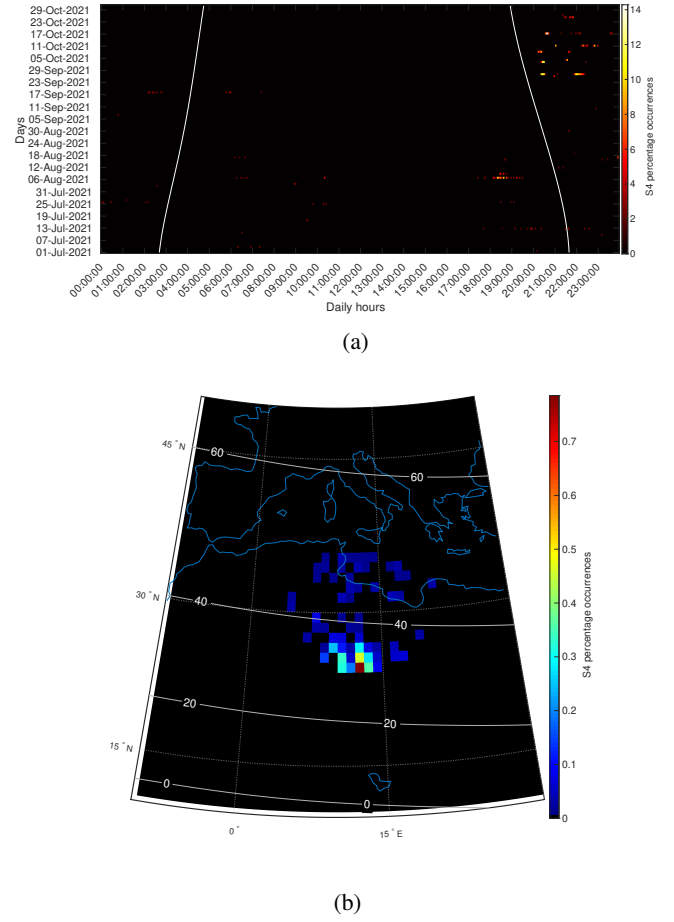 29-Oct-2021
23-Oct-2021
17-Oct-2021
11-Oct-2021
05-Oct-2021
29-Sep-2021
23-Sep-2021
17-Sep-2021
11-Sep-2021
05-Sep-2021
30-Aug-2021
24-Aug-2021
18-Aug-2021
12-Aug-2021
06-Aug-2021
31-Jul-2021
25-Jul-2021
19-Jul-2021
13-Jul-2021
07-Jul-2021
01-Jul-2021
Days
00:00:00
01:00:00
02:00:00
03:00:00
04:00:00
05:00:00
06:00:00
07:00:00
08:00:00
09:00:00
10:00:00
11:00:00
12:00:00
13:00:00
14:00:00
15:00:00
16:00:00
17:00:00
18:00:00
19:00:00
20:00:00
21:00:00
22:00:00
23:00:00
Daily hours
14
12
10
8
6
4
2
0
S4 percentage occurrences
(a)
45 ° N
30 ° N
15 ° N
0 °
15 ° E
60
60
40
40
20
20
0
0
0.7
0.6
0.5
0.4
0.3
0.2
0.1
0
S4 percentage occurrences
(b)